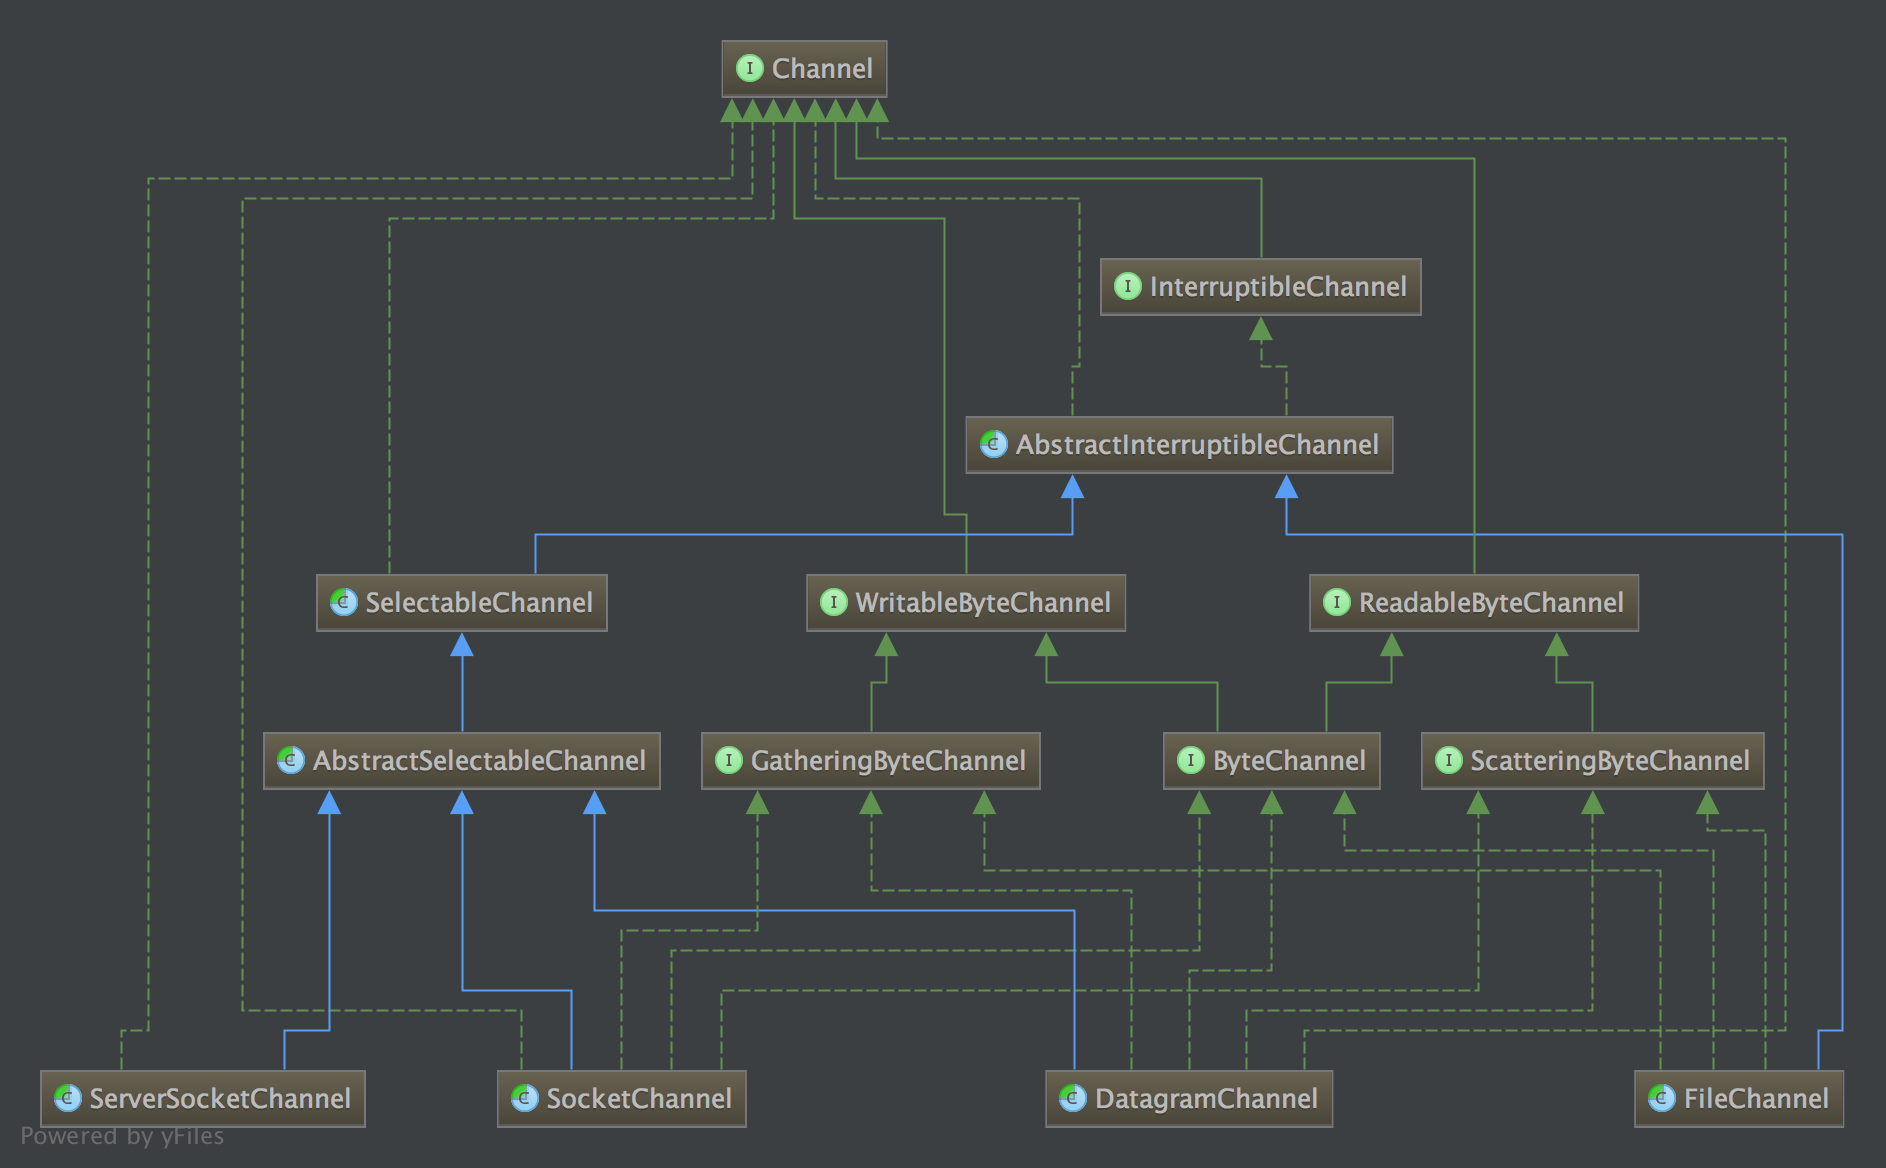 Channel
InterruptibleChannel
AbstractInterruptibleChannel
SelectableChannel
WritableByteChannel
ReadableByteChannel
AbstractSelectableChannel
GatheringByteChannel
ByteChannel
ScatteringByteChannel
ServerSocketChannel
SocketChannel
DatagramChannel
FileChannel
Powered by yFiles